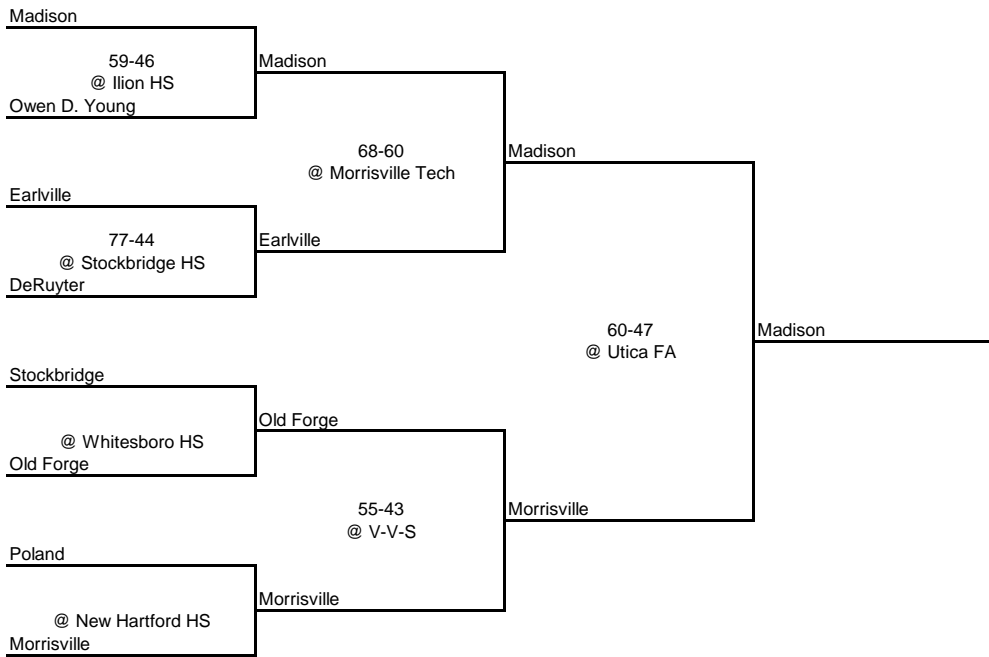 Madison
59-46
Madison
@ Ilion HS
Owen D. Young
68-60
Madison
@ Morrisville Tech
Earlville
77-44
Earlville
@ Stockbridge HS
DeRuyter
60-47
Madison
@ Utica FA
Stockbridge
Old Forge
@ Whitesboro HS
Old Forge
55-43
Morrisville
@ V-V-S
Poland
Morrisville
@ New Hartford HS
Morrisville